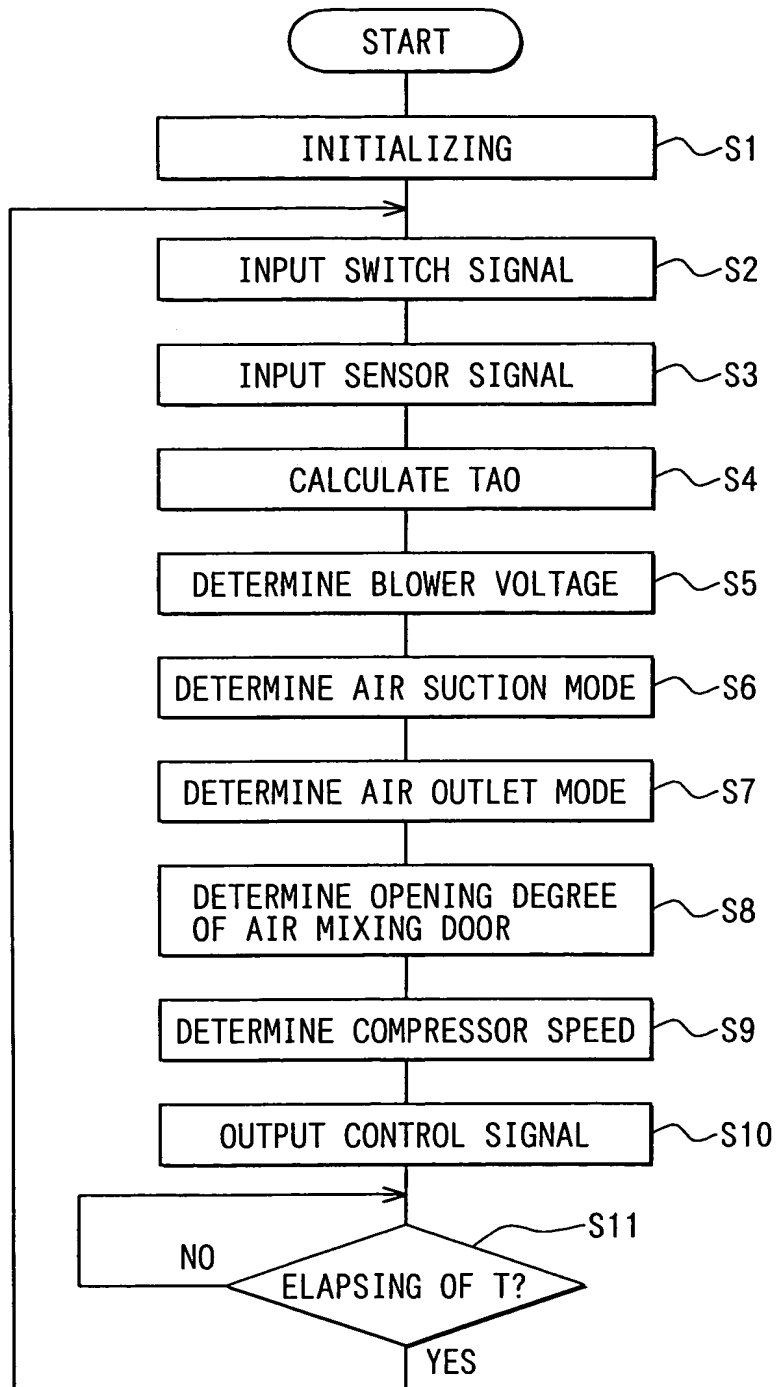 START
INITIALIZING
S1
INPUT SWITCH SIGNAL
S2
INPUT SENSOR SIGNAL
S3
CALCULATE TAO
S4
DETERMINE BLOWER VOLTAGE
S5
DETERMINE AIR SUCTION MODE
S6
DETERMINE AIR OUTLET MODE
S7
DETERMINE OPENING DEGREE
OF AIR MIXING DOOR
S8
DETERMINE COMPRESSOR SPEED
S9
OUTPUT CONTROL SIGNAL
S10
S11
NO
ELAPSING OF T?
YES